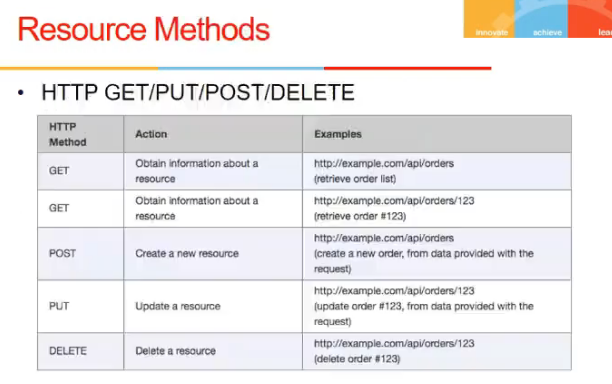 Resource Methods
innovate achieve lea
• HTTP GET/PUT/POST/DELETE
HTTP Method Action Examples
GET Obtain information about a resource http://example.com/api/orders (retrieve order list)
GET Obtain information about a resource http://example.com/api/orders/123 (retrieve order #123)
POST Create a new resource http://example.com/api/orders (create a new order, from data provided with the request)
PUT Update a resource http://example.com/api/orders/123 (update order #123, from data provided with the request)
DELETE Delete a resource http://example.com/api/orders/123 (delete order #123)